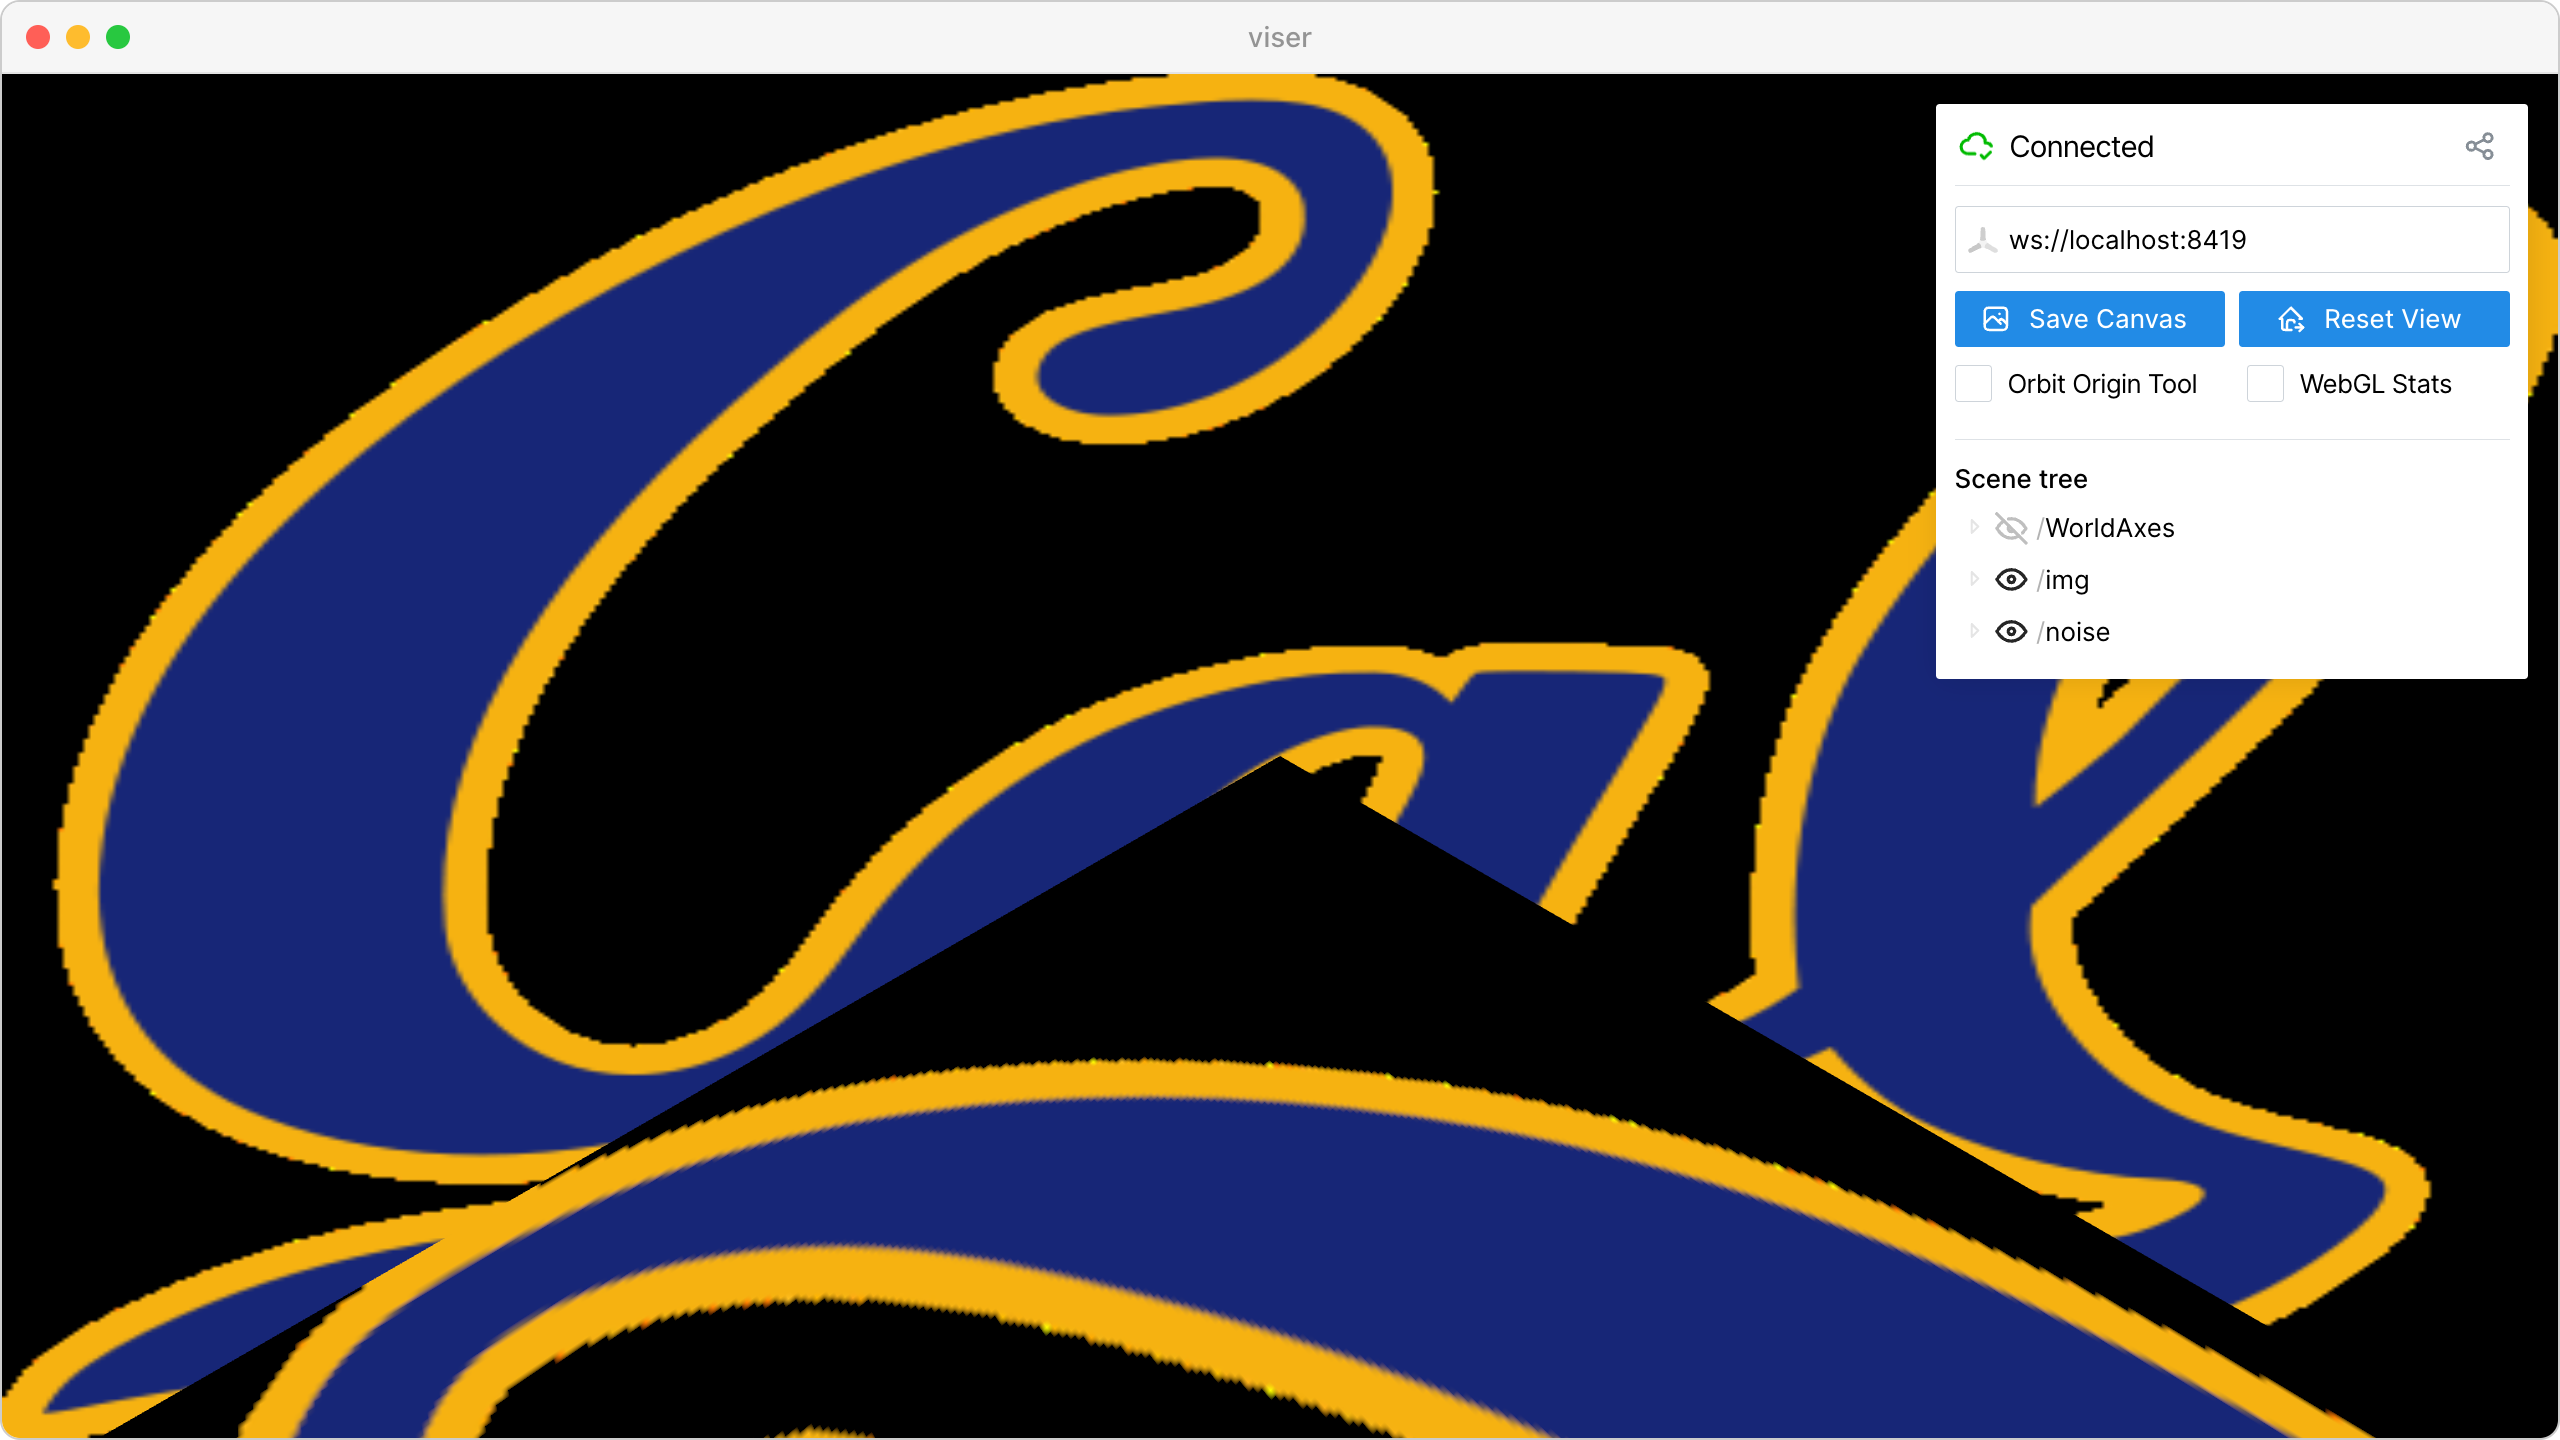 viser
Connected
ws://localhost:8419
Save Canvas
Reset View
Orbit Origin Tool
WebGL Stats
Scene tree
/WorldAxes
/img
/noise